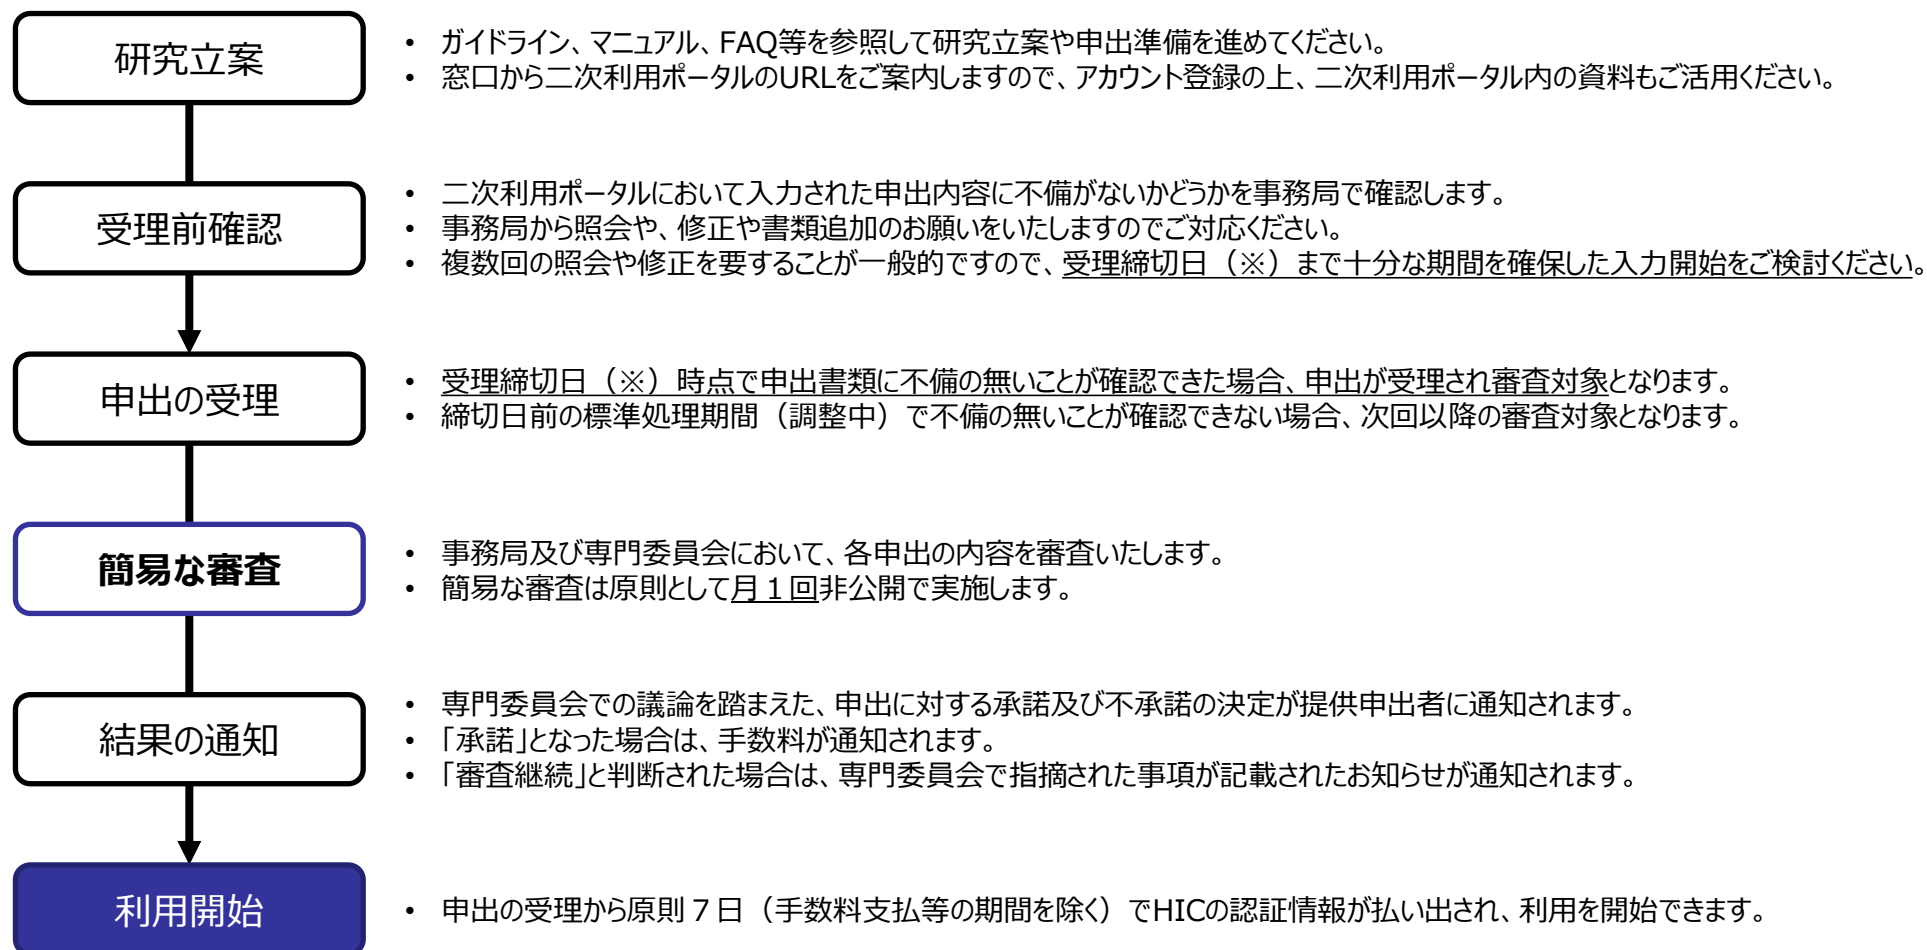 研究立案
• ガイドライン、マニュアル、FAQ等を参照して研究立案や申出準備を進めてください。
• 窓口から二次利用ポータルのURLをご案内しますので、アカウント登録の上、二次利用ポータル内の資料もご活用ください。
受理前確認
• 二次利用ポータルにおいて入力された申出内容に不備がないかどうかを事務局で確認します。
• 事務局から照会や、修正や書類追加のお願いをいたしますのでご対応ください。
• 複数回の照会や修正を要することが一般的ですので、受理締切日（※）まで十分な期間を確保した入力開始をご検討ください。
申出の受理
• 受理締切日（※）時点で申出書類に不備の無いことが確認できた場合、申出が受理され審査対象となります。
• 締切日前の標準処理期間（調整中）で不備の無いことが確認できない場合、次回以降の審査対象となります。
簡易な審査
• 事務局及び専門委員会において、各申出の内容を審査いたします。
• 簡易な審査は原則として月１回非公開で実施します。
結果の通知
• 専門委員会での議論を踏まえた、申出に対する承諾及び不承諾の決定が提供申出者に通知されます。
• 「承諾」となった場合は、手数料が通知されます。
• 「審査継続」と判断された場合は、専門委員会で指摘された事項が記載されたお知らせが通知されます。
利用開始
• 申出の受理から原則７日（手数料支払等の期間を除く）でHICの認証情報が払い出され、利用を開始できます。